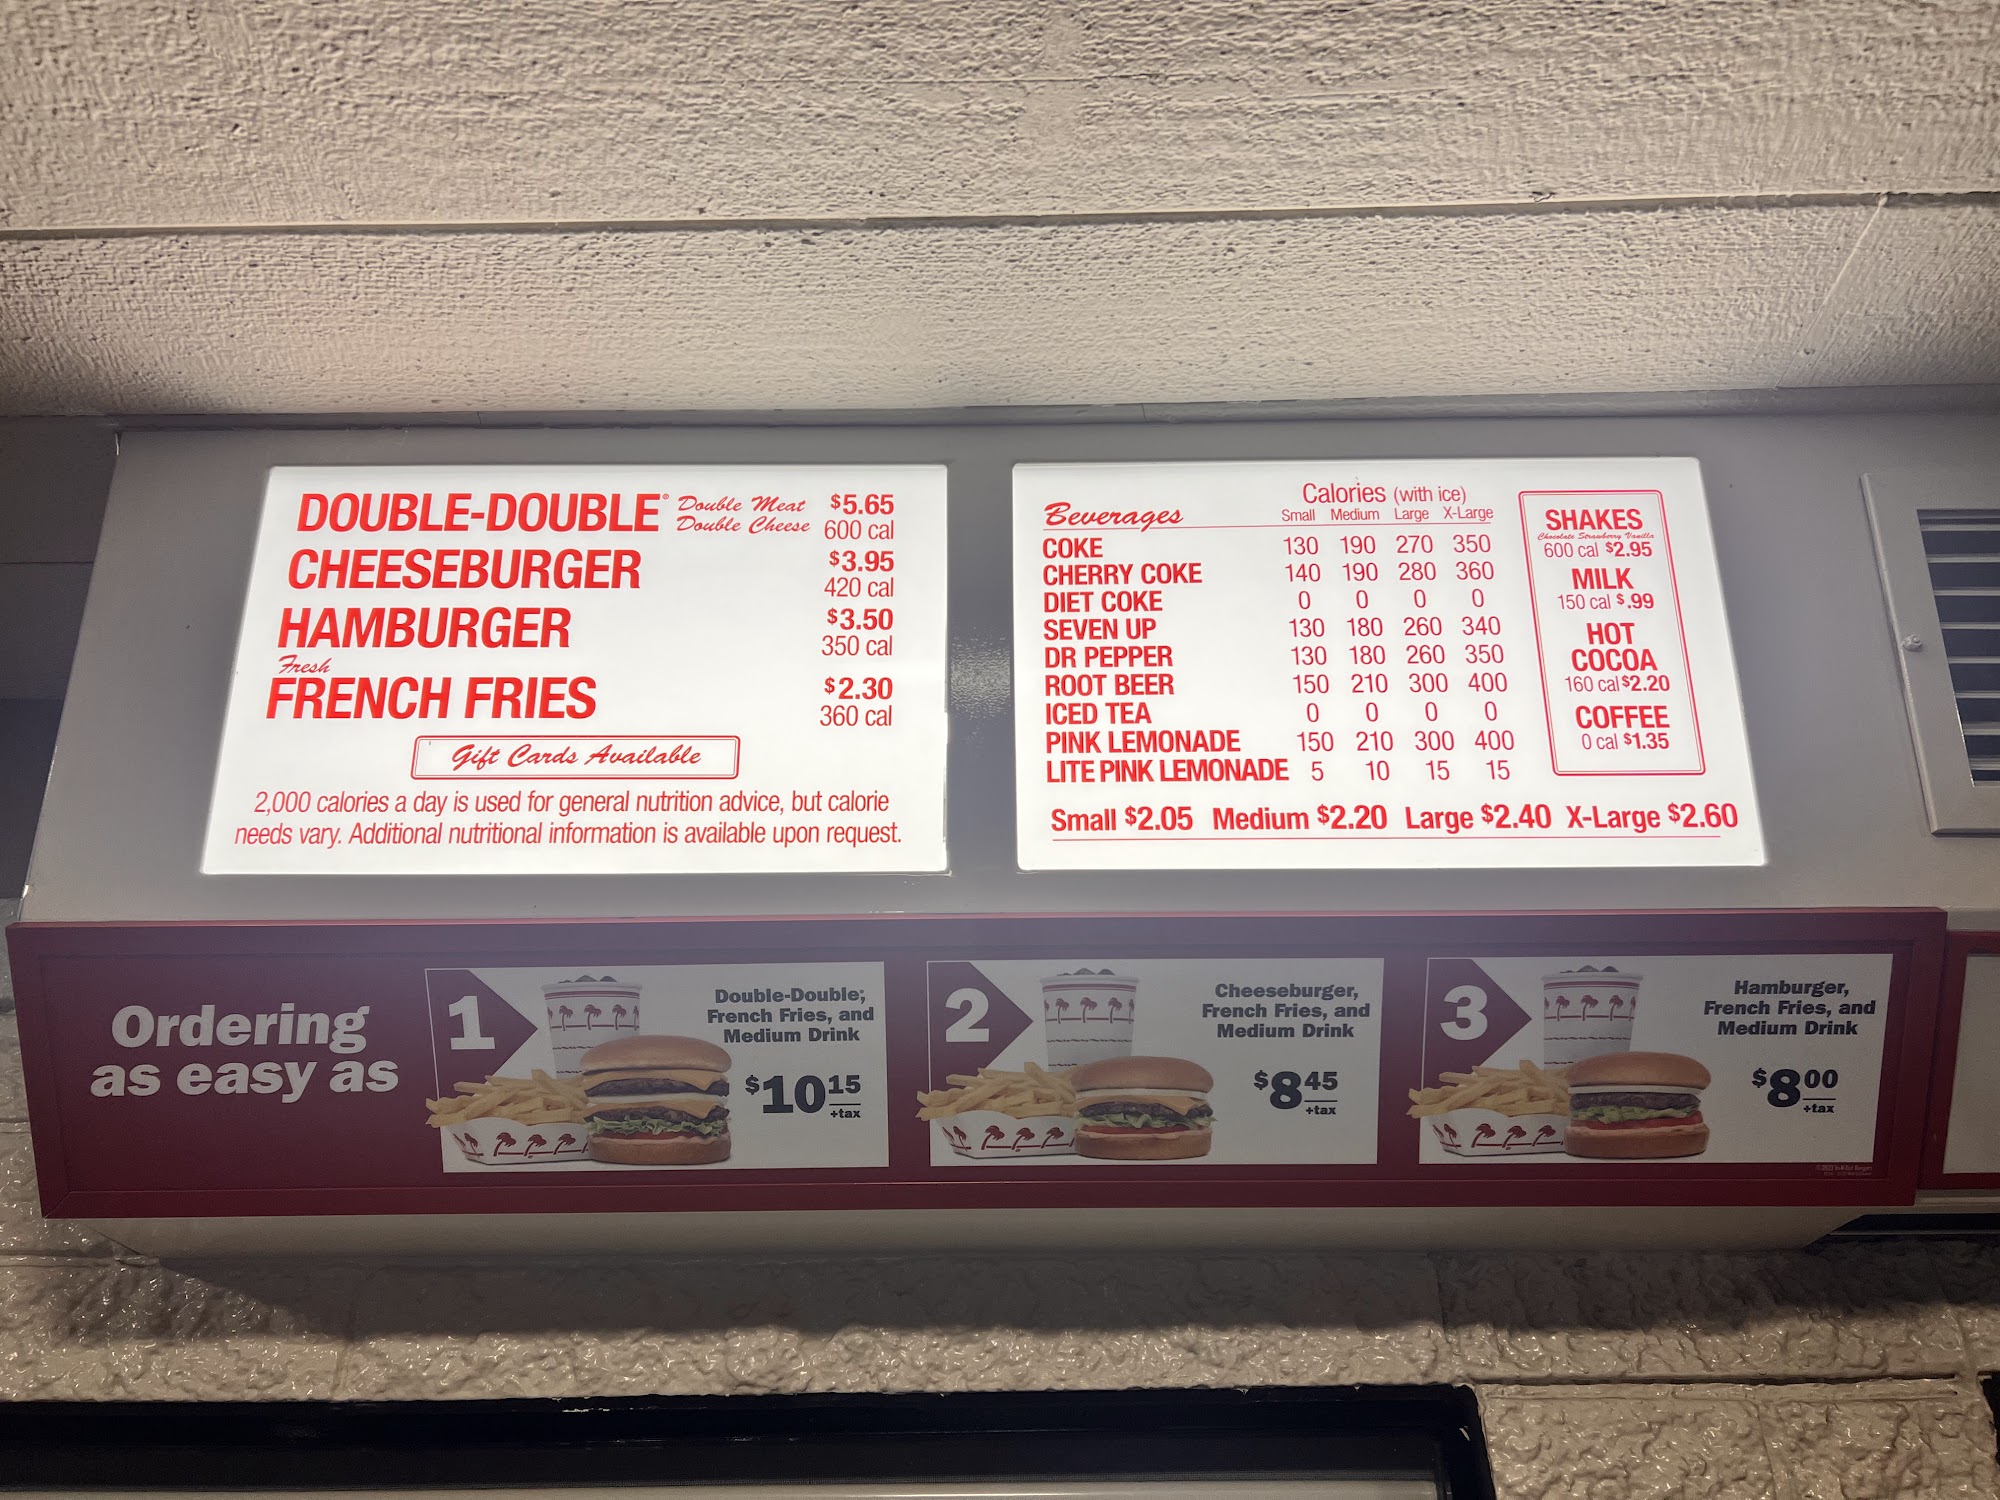 DOUBLE-DOUBLE® Double Meat Double Cheese $5.65
600 cal
CHEESEBURGER $3.95
420 cal
HAMBURGER $3.50
350 cal
Fresh
FRENCH FRIES $2.30
360 cal
Gift Cards Available
2,000 calories a day is used for general nutrition advice, but calorie
needs vary. Additional nutritional information is available upon request.
Calories (with ice)
Beverages Small Medium Large X-Large
COKE 130 190 270 350
CHERRY COKE 140 190 280 360
DIET COKE 0 0 0 0
SEVEN UP 130 180 260 340
DR PEPPER 130 180 260 350
ROOT BEER 150 210 300 400
ICED TEA 0 0 0 0
PINK LEMONADE 150 210 300 400
LITE PINK LEMONADE 5 10 15 15
Small $2.05 Medium $2.20 Large $2.40 X-Large $2.60
SHAKES
Chocolate Strawberry Vanilla
600 cal $2.95
MILK
150 cal $.99
HOT
COCOA
160 cal $2.20
COFFEE
0 cal $1.35
Ordering
as easy as
1
Double-Double,®
French Fries, and
Medium Drink
$10 15
+tax
2
Cheeseburger,
French Fries, and
Medium Drink
$8 45
+tax
3
Hamburger,
French Fries, and
Medium Drink
$8 00
+tax